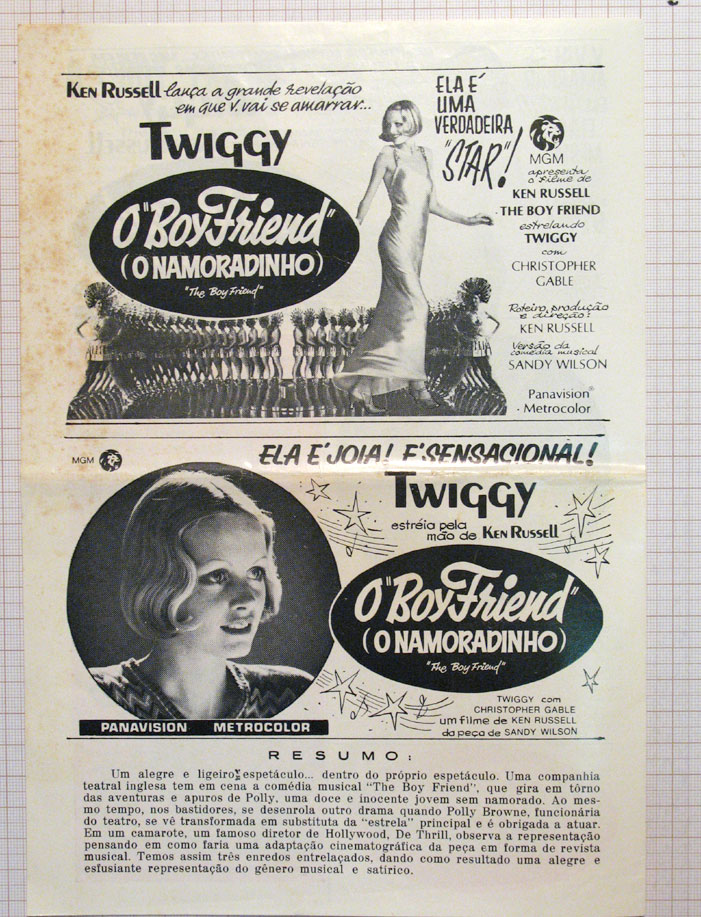 KEN RUSSELL lança a grande revelação
em que v. vai se amarrar...
TWIGGY
O "Boy Friend"
(O NAMORADINHO)
"The Boy Friend"
ELA E'
UMA
VERDADEIRA
"STAR"!
MGM
apresenta
o filme de
KEN RUSSELL
THE BOY FRIEND
estrelando
TWIGGY
com
CHRISTOPHER
GABLE
Roteiro, produção
e direção:
KEN RUSSELL
Versão da
comédia musical
SANDY WILSON
Panavision®
Metrocolor
MGM
ELA E' JOIA! E' SENSACIONAL!
TWIGGY
estréia pela
mão de KEN RUSSELL
O "Boy Friend"
(O NAMORADINHO)
"The Boy Friend"
TWIGGY com
CHRISTOPHER GABLE
um filme de KEN RUSSELL
da peça de SANDY WILSON
PANAVISION METROCOLOR
RESUMO:
Um alegre e ligeiro espetáculo... dentro do próprio espetáculo. Uma companhia
teatral inglesa tem em cena a comédia musical "The Boy Friend", que gira em tôrno
das aventuras e apuros de Polly, uma doce e inocente jovem sem namorado. Ao mes-
mo tempo, nos bastidores, se desenrola outro drama quando Polly Browne, funcionária
do teatro, se vê transformada em substituta da "estrela" principal e é obrigada a atuar.
Em um camarote, um famoso diretor de Hollywood, De Thrill, observa a representação
pensando em como faria uma adaptação cinematográfica da peça em forma de revista
musical. Temos assim três enredos entrelaçados, dando como resultado uma alegre e
esfusiante representação do gênero musical e satírico.